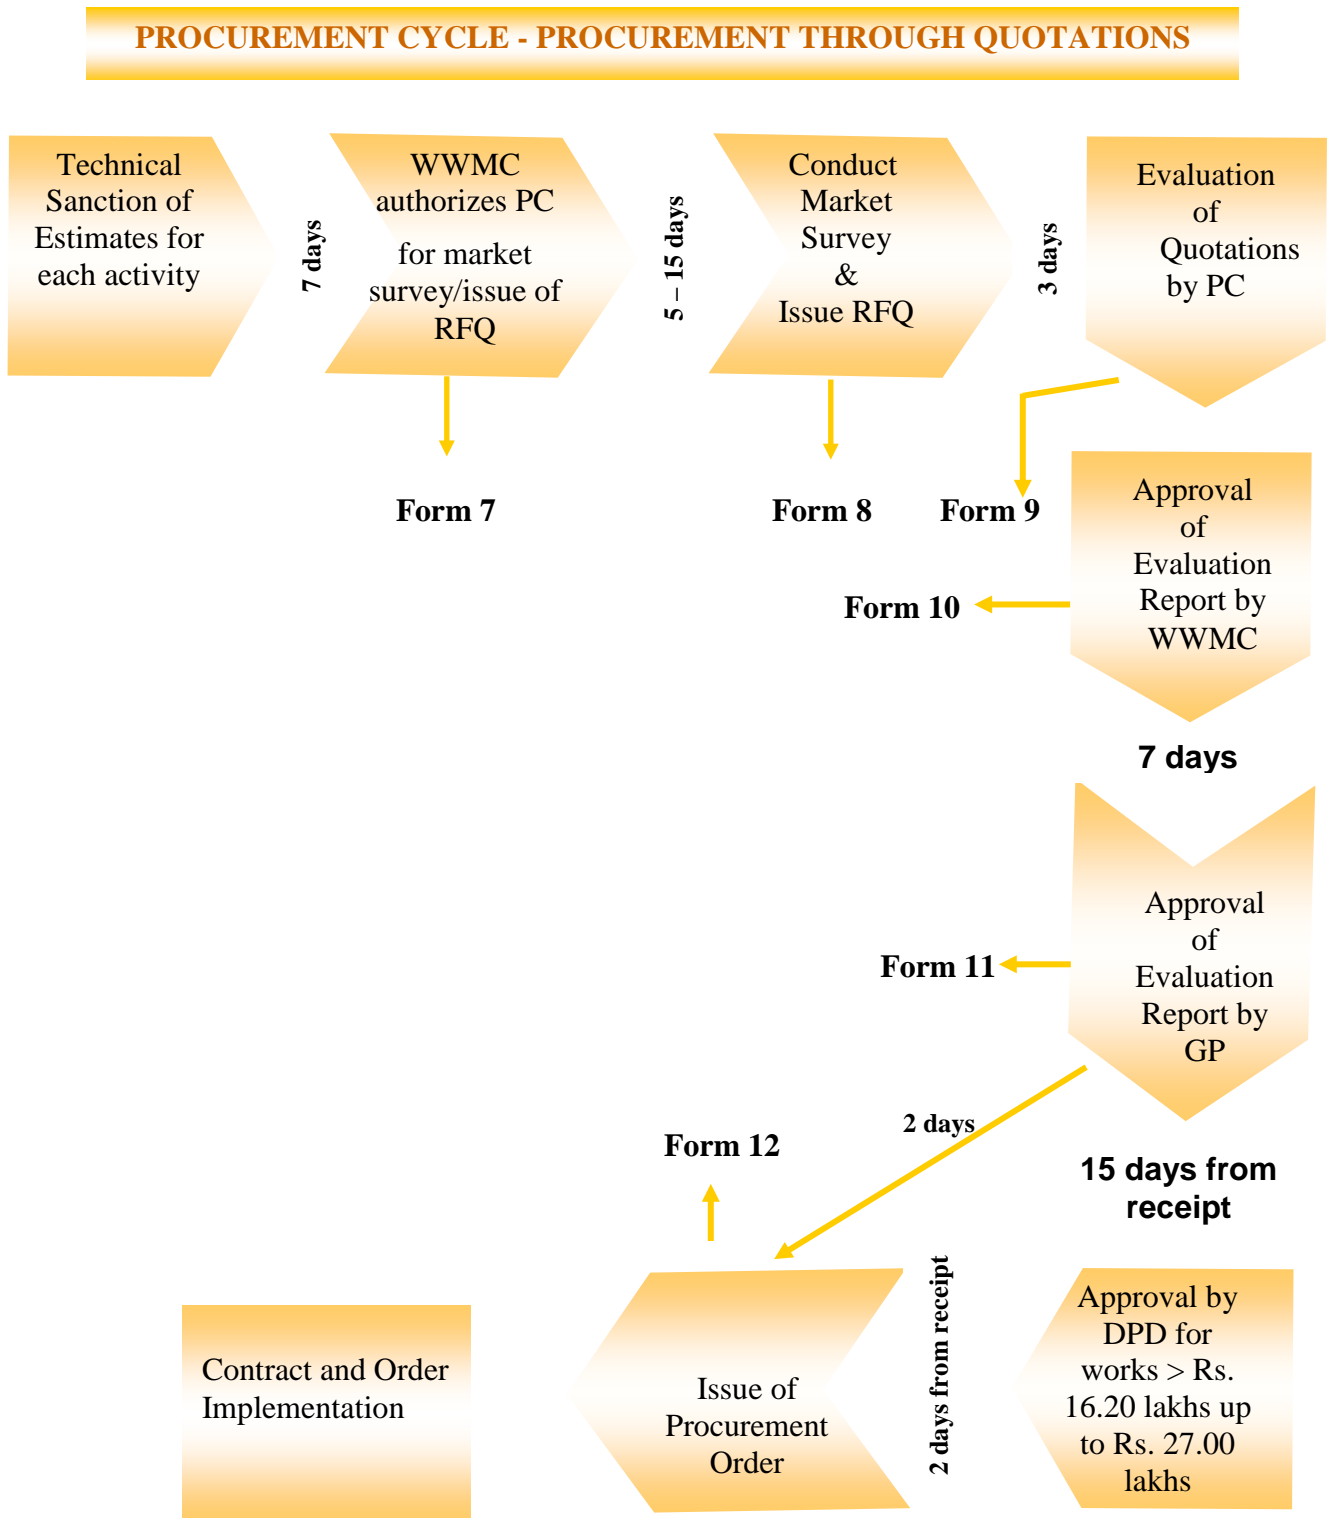 PROCUREMENT CYCLE - PROCUREMENT THROUGH QUOTATIONS
Technical
Sanction of
Estimates for
each activity
7 days
WWMC
authorizes PC
for market
survey/issue of
RFQ
5 – 15 days
Conduct
Market
Survey
&
Issue RFQ
3 days
Evaluation
of
Quotations
by PC
Form 7
Form 8
Form 9
Approval
of
Evaluation
Report by
WWMC
Form 10
7 days
Approval
of
Evaluation
Report by
GP
Form 11
2 days
Form 12
15 days from
receipt
Approval by
DPD for
works > Rs.
16.20 lakhs up
to Rs. 27.00
lakhs
2 days from receipt
Issue of
Procurement
Order
Contract and Order
Implementation